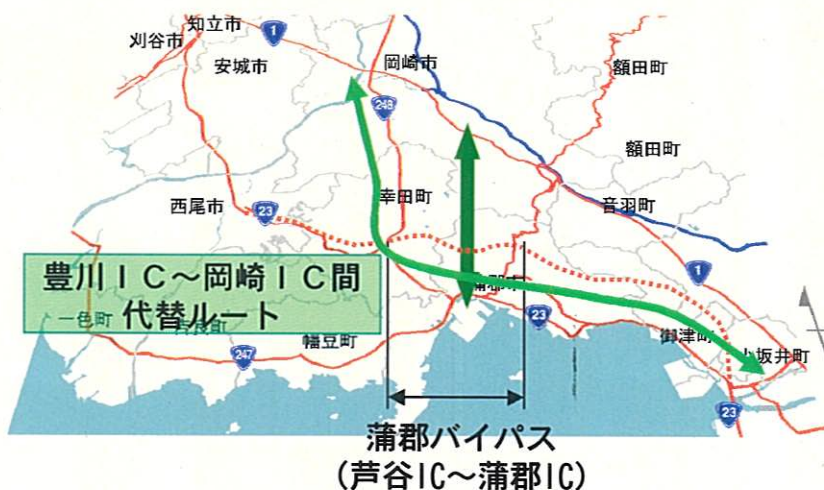 知立市
1
刈谷市
安城市
岡崎市
額田町
248
額田町
幸田町
西尾市
23
音羽町
豊川IC～岡崎IC間
代替ルート
蒲郡市
1
一色町
吉良町
幡豆町
23
御津町
小坂井町
247
23
蒲郡バイパス
(芦谷IC～蒲郡IC)